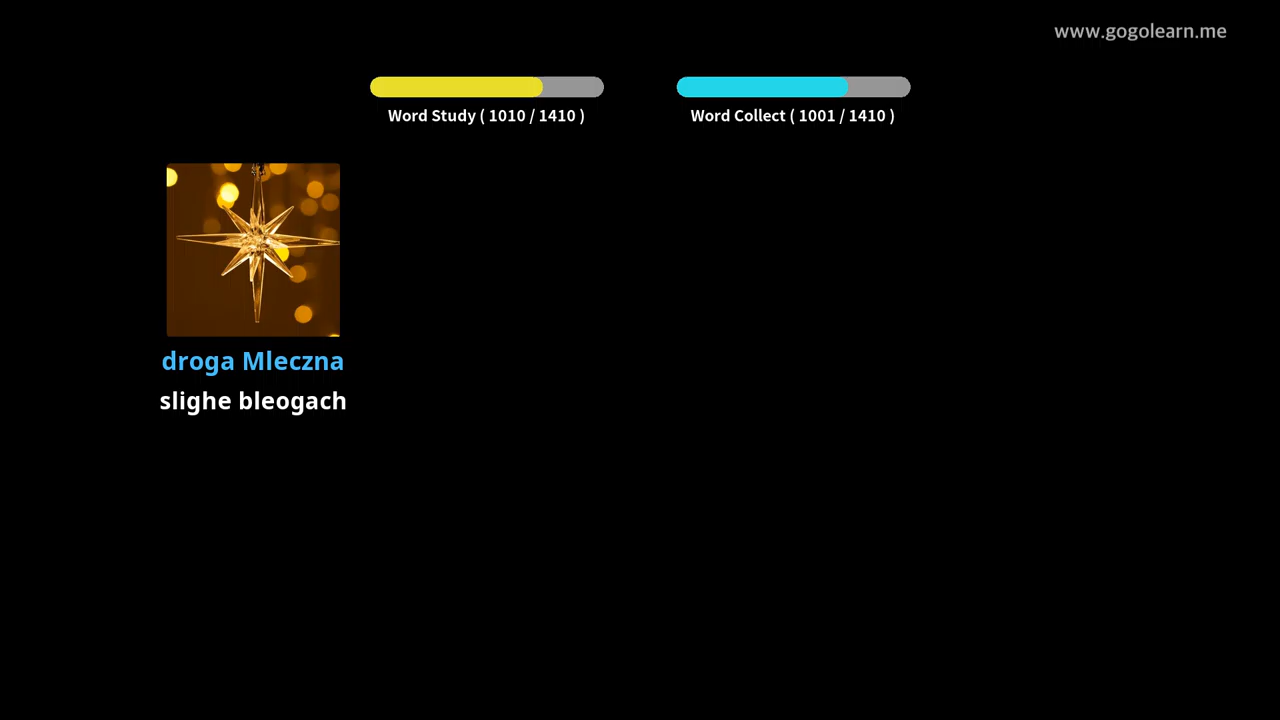 www.gogolearn.me
Word Study ( 1010 / 1410 )
Word Collect ( 1001 / 1410 )
droga Mleczna
slighe bleogach